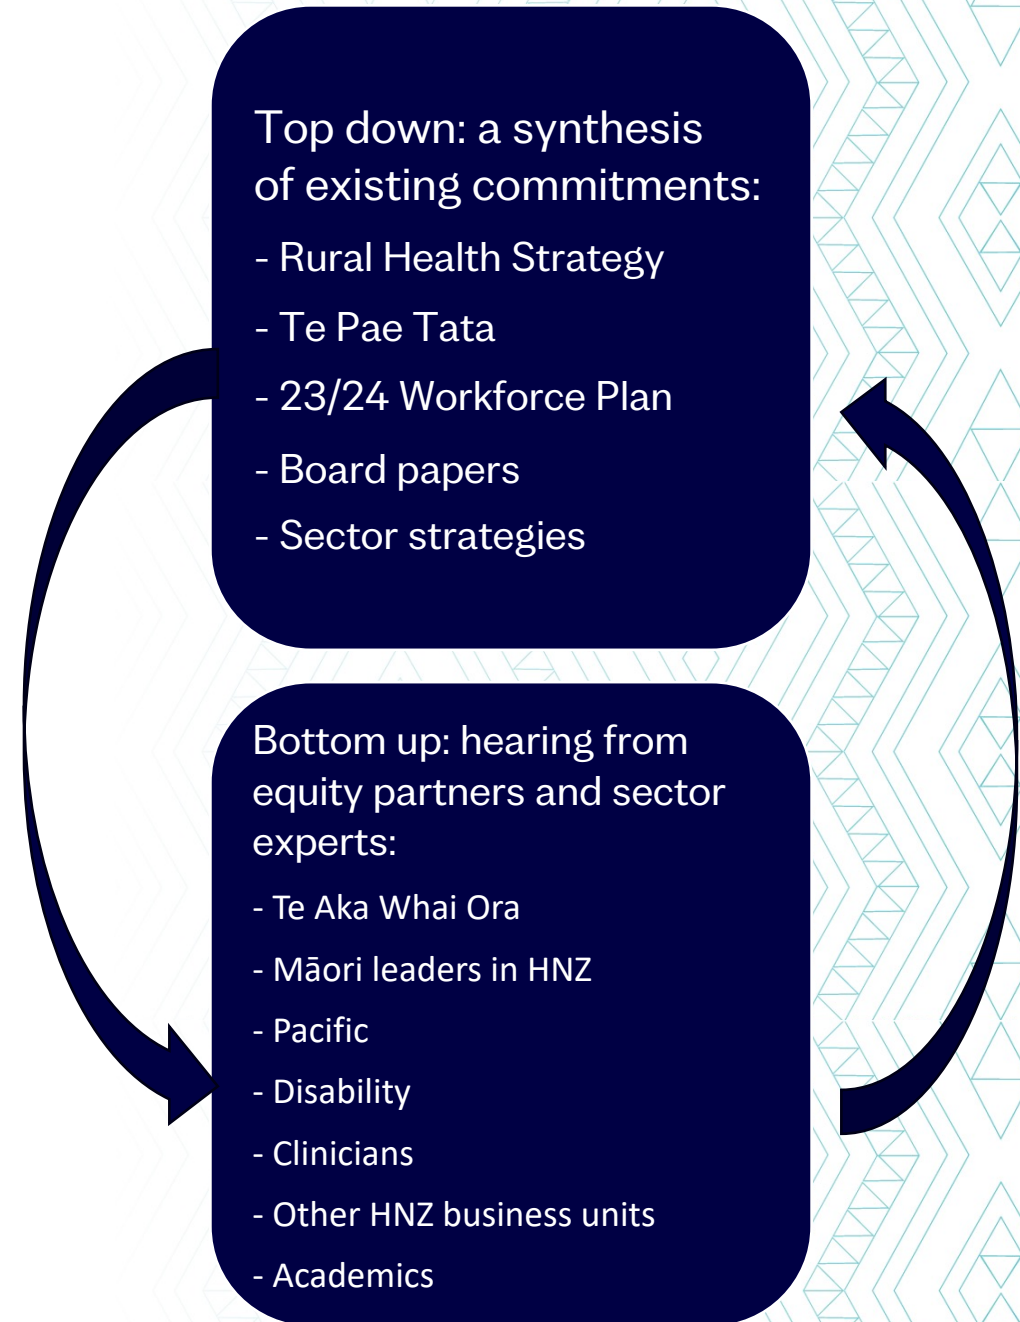 Top down: a synthesis
of existing commitments:
- Rural Health Strategy
- Te Pae Tata
- 23/24 Workforce Plan
- Board papers
- Sector strategies
Bottom up: hearing from
equity partners and sector
experts:
- Te Aka Whai Ora
- Māori leaders in HNZ
- Pacific
- Disability
- Clinicians
- Other HNZ business units
- Academics